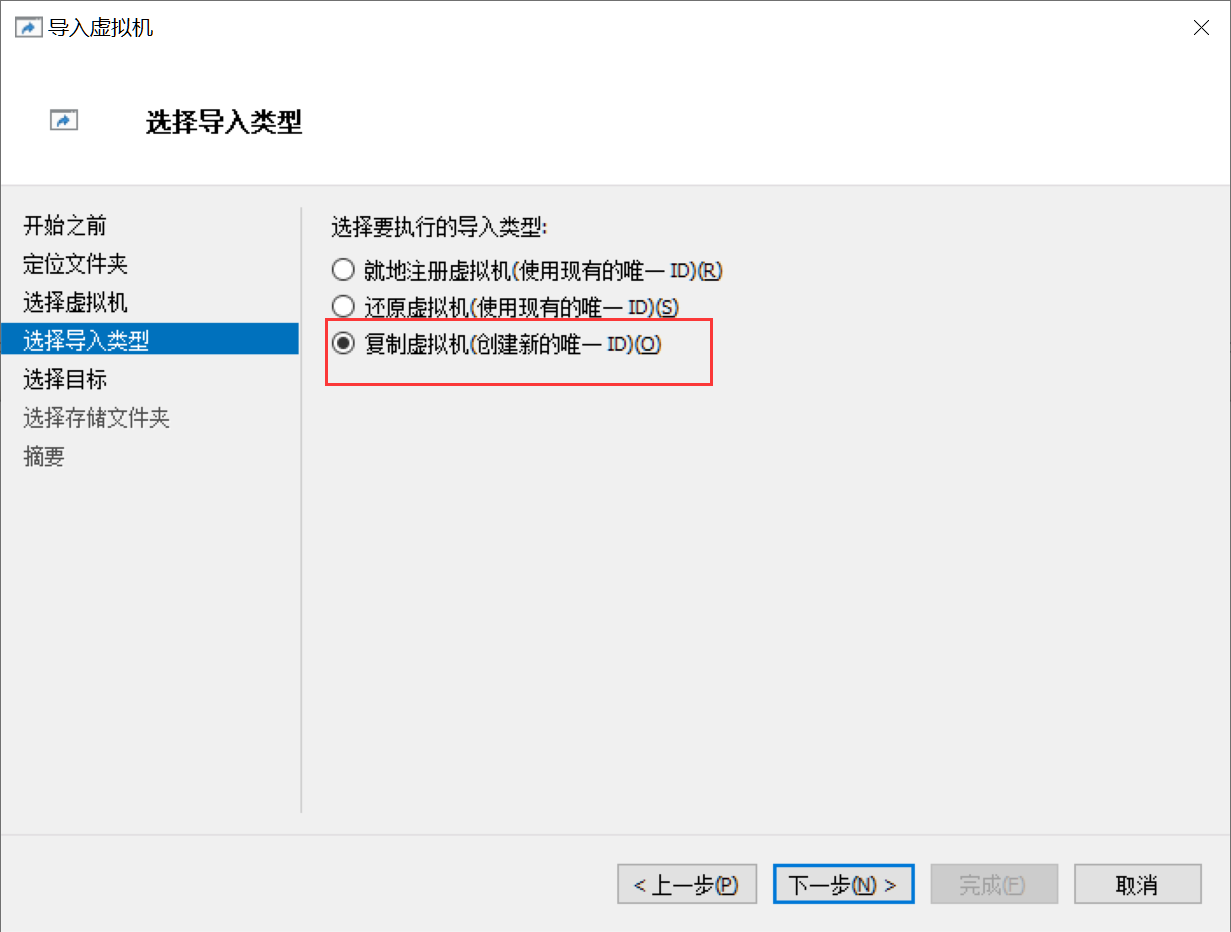 导入虚拟机
选择导入类型
开始之前
定位文件夹
选择虚拟机
选择导入类型
选择目标
选择存储文件夹
摘要
选择要执行的导入类型:
就地注册虚拟机(使用现有的唯一 ID)(R)
还原虚拟机(使用现有的唯一 ID)(S)
复制虚拟机(创建新的唯一 ID)(O)
< 上一步(P)
下一步(N) >
完成(F)
取消